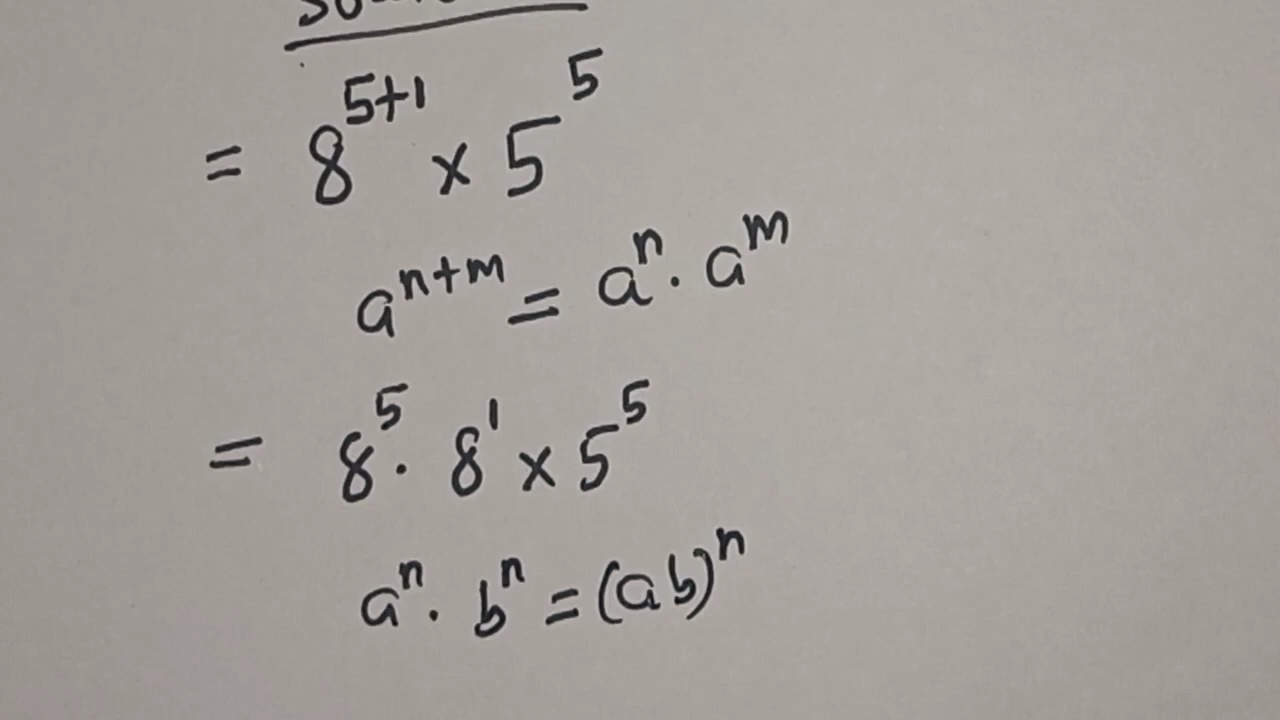 = 8^{5+1} × 5^5
a^{n+m} = a^n · a^m
= 8^5 · 8^1 × 5^5
a^n · b^n = (ab)^n